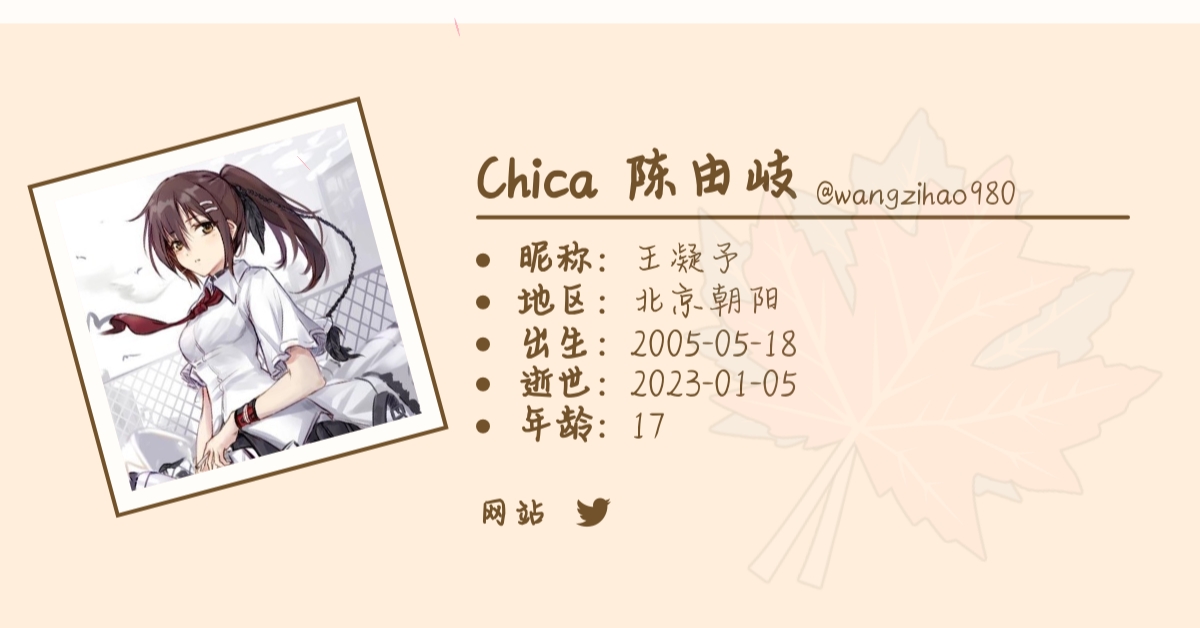 Chica 陈由岐 @wangzihao980
昵称： 王凝予
地区： 北京朝阳
出生： 2005-05-18
逝世： 2023-01-05
年龄： 17
网站